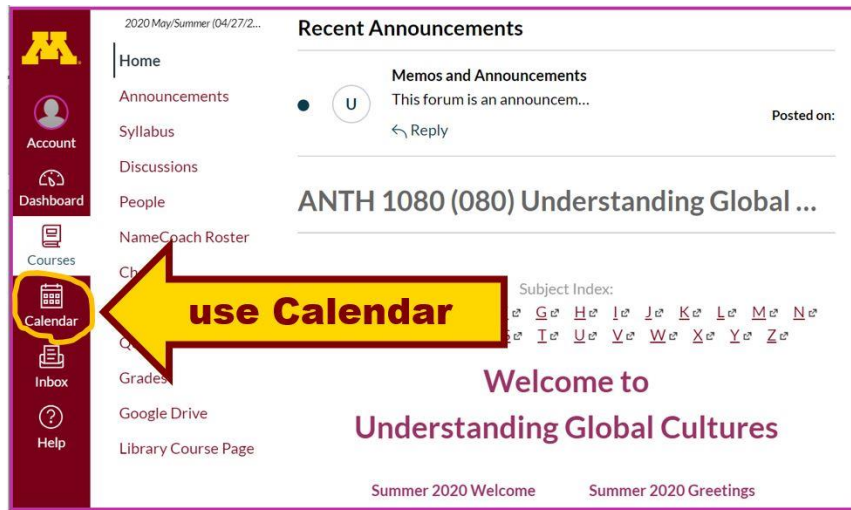 M
Account
Dashboard
Courses
Calendar
Inbox
Help
2020 May/Summer (04/27/2...
Home
Announcements
Syllabus
Discussions
People
NameCoach Roster
Ch
Q
Grades
Google Drive
Library Course Page
use Calendar
Recent Announcements
Memos and Announcements
U
This forum is an announcem...
Posted on:
Reply
ANTH 1080 (080) Understanding Global ...
Subject Index:
G H I J K L M N
T U V W X Y Z
Welcome to
Understanding Global Cultures
Summer 2020 Welcome Summer 2020 Greetings